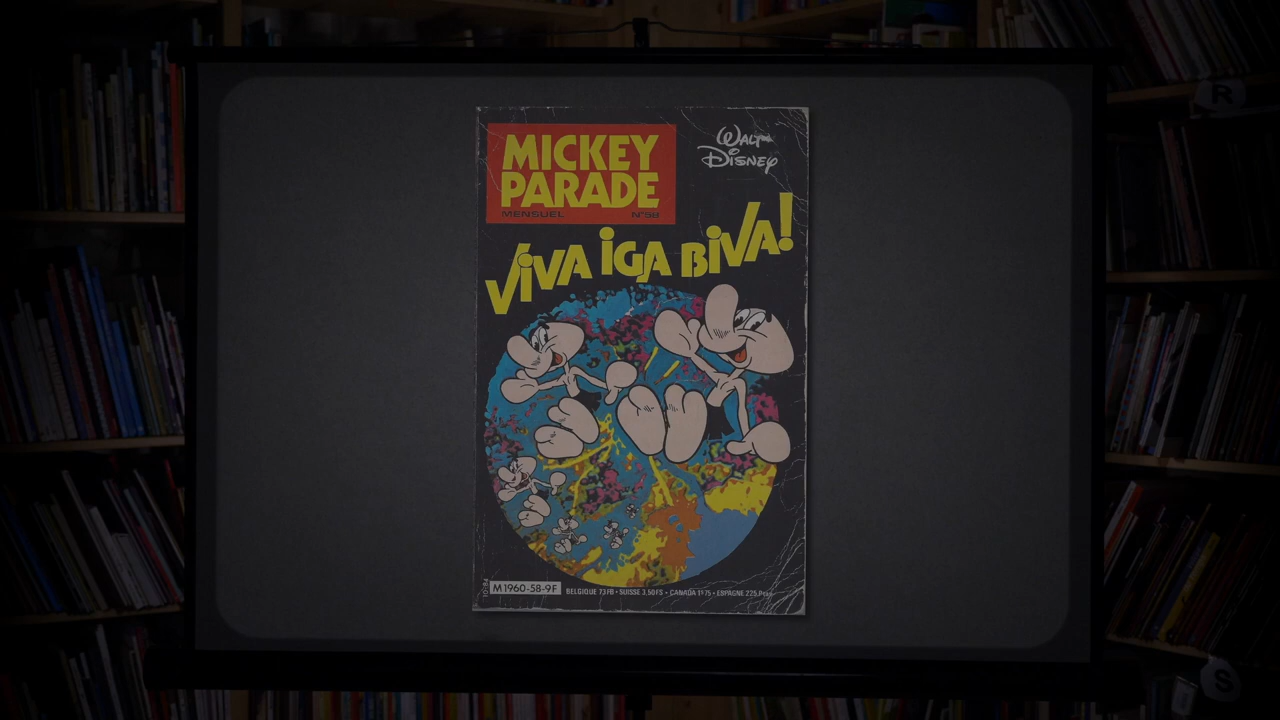 R
WALT
DISNEY
MICKEY
PARADE
MENSUEL N°58
VIVA IGA BIVA!
M1960-58-9F BELGIQUE 73 FB • SUISSE 3,50 FS • CANADA 1$75 • ESPAGNE 225 Ptas
S